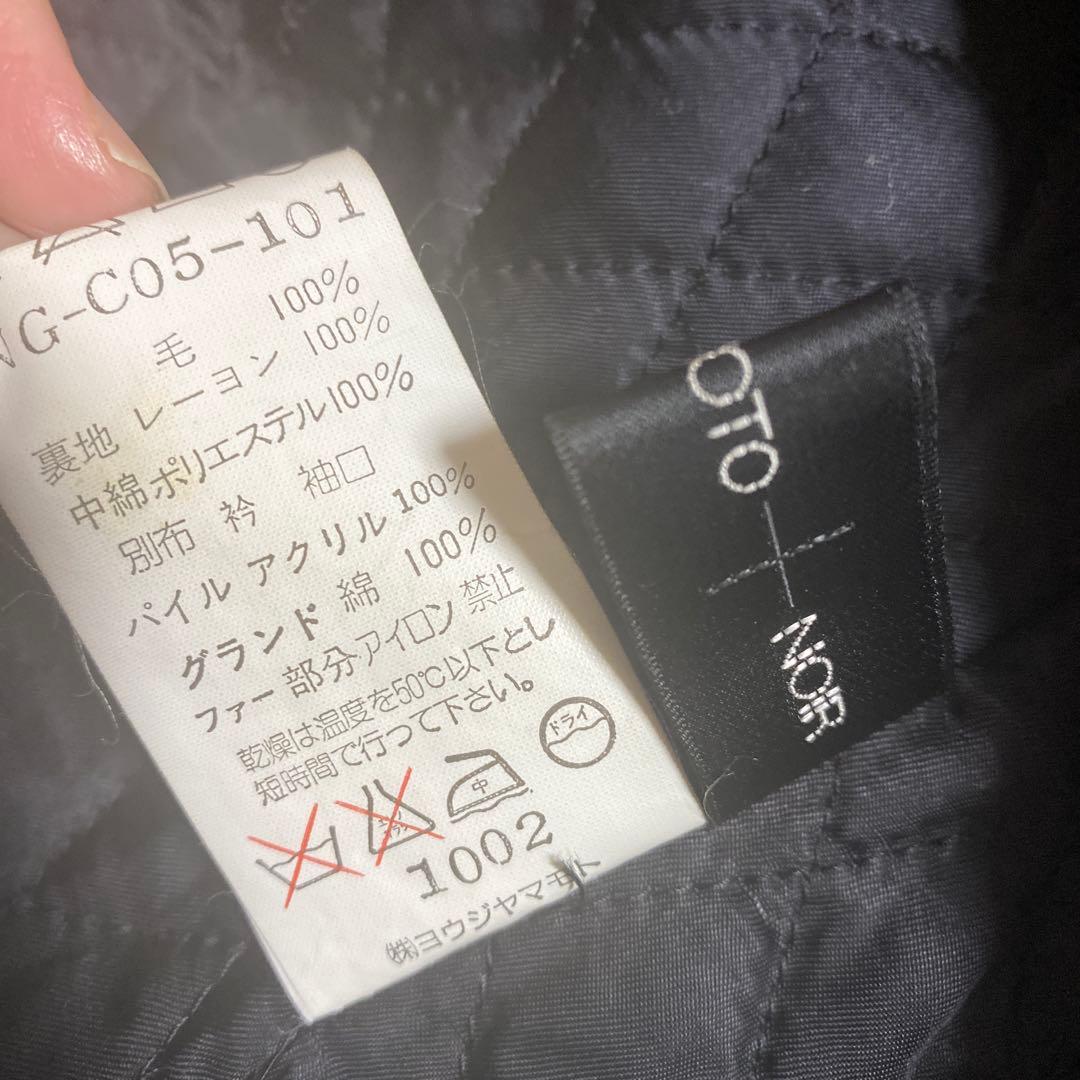 NG-C05-101
毛 100%
裏地 レーヨン 100%
中綿 ポリエステル100%
別布 衿 袖口
パイル アクリル 100%
グランド 綿 100%
ファー部分アイロン禁止
乾燥は温度を50℃以下とし
短時間で行って下さい。
ドライ
中
1002
㈱ヨウジヤマモト
OTO
NOR